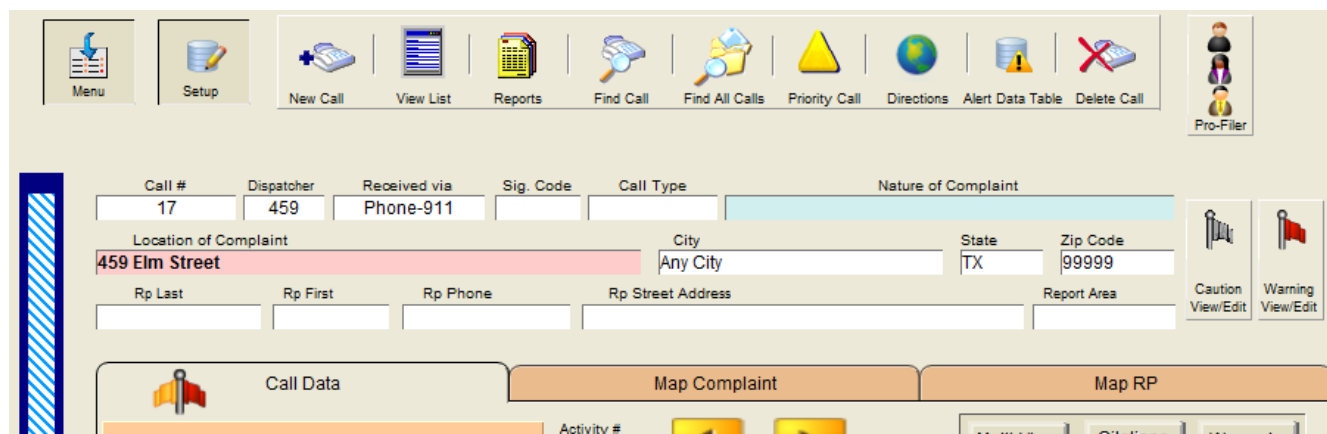 Menu
Setup
New Call
View List
Reports
Find Call
Find All Calls
Priority Call
Directions
Alert Data Table
Delete Call
Pro-Filer
Call # Dispatcher Received via Sig. Code Call Type Nature of Complaint
17 459 Phone-911
Location of Complaint City State Zip Code
459 Elm Street Any City TX 99999
Rp Last Rp First Rp Phone Rp Street Address Report Area
Caution View/Edit
Warning View/Edit
Call Data Map Complaint Map RP
Activity #